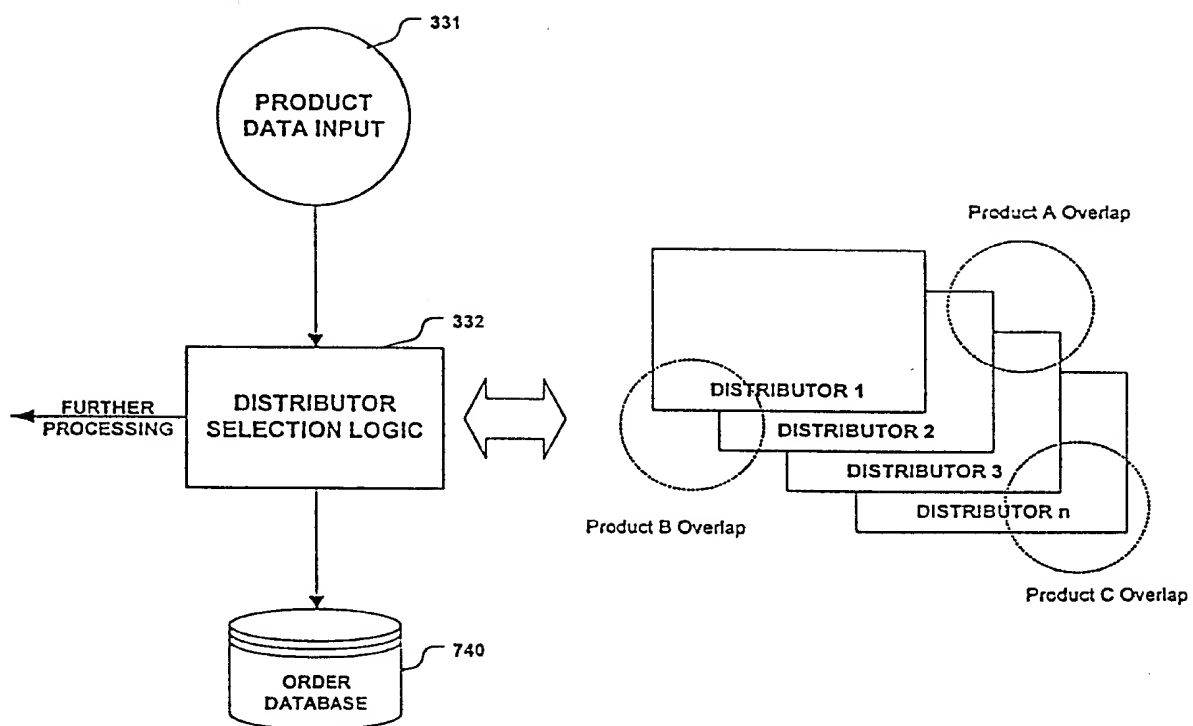 331
PRODUCT
DATA INPUT
Product A Overlap
332
FURTHER
PROCESSING
DISTRIBUTOR
SELECTION LOGIC
DISTRIBUTOR 1
DISTRIBUTOR 2
DISTRIBUTOR 3
DISTRIBUTOR n
Product B Overlap
Product C Overlap
740
ORDER
DATABASE